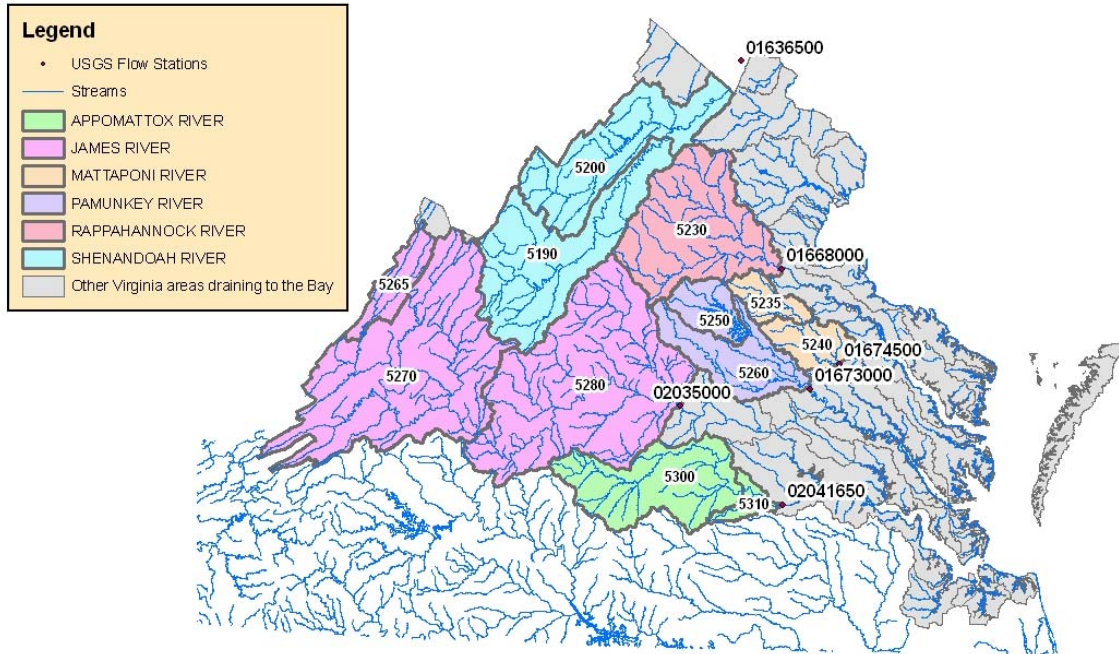 Legend
USGS Flow Stations
Streams
APPOMATTOX RIVER
JAMES RIVER
MATTAPONI RIVER
PAMUNKEY RIVER
RAPPAHANNOCK RIVER
SHENANDOAH RIVER
Other Virginia areas draining to the Bay
01636500
5200
5230
5190
01668000
5265
5235
5250
5240
01674500
5270
5280
5260
01673000
02035000
5300
5310
02041650